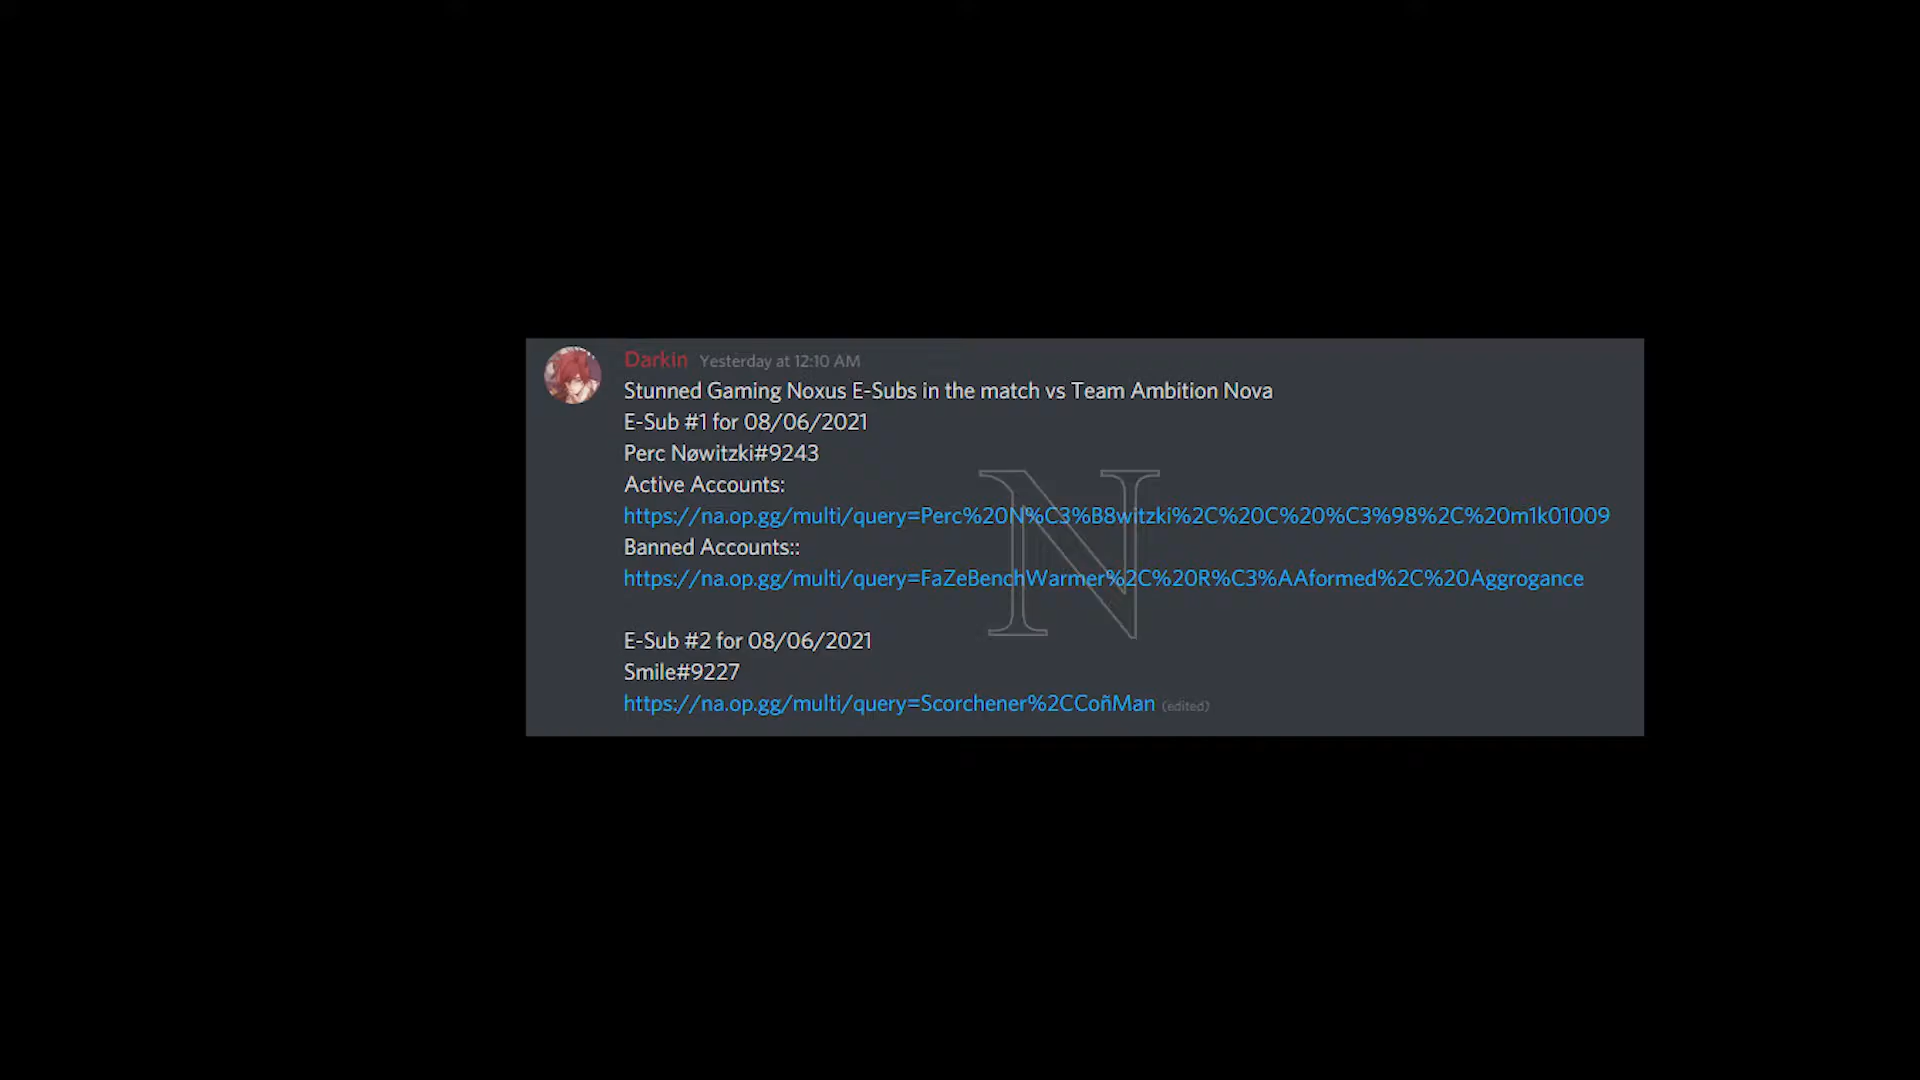 Darkin Yesterday at 12:10 AM
Stunned Gaming Noxus E-Subs in the match vs Team Ambition Nova
E-Sub #1 for 08/06/2021
Perc Nøwitzki#9243
Active Accounts:
https://na.op.gg/multi/query=Perc%20N%C3%B8witzki%2C%20C%20%C3%98%2C%20m1k01009
Banned Accounts::
https://na.op.gg/multi/query=FaZeBenchWarmer%2C%20R%C3%AAformed%2C%20Aggrogance
E-Sub #2 for 08/06/2021
Smile#9227
https://na.op.gg/multi/query=Scorchener%2CCoñMan (edited)
N